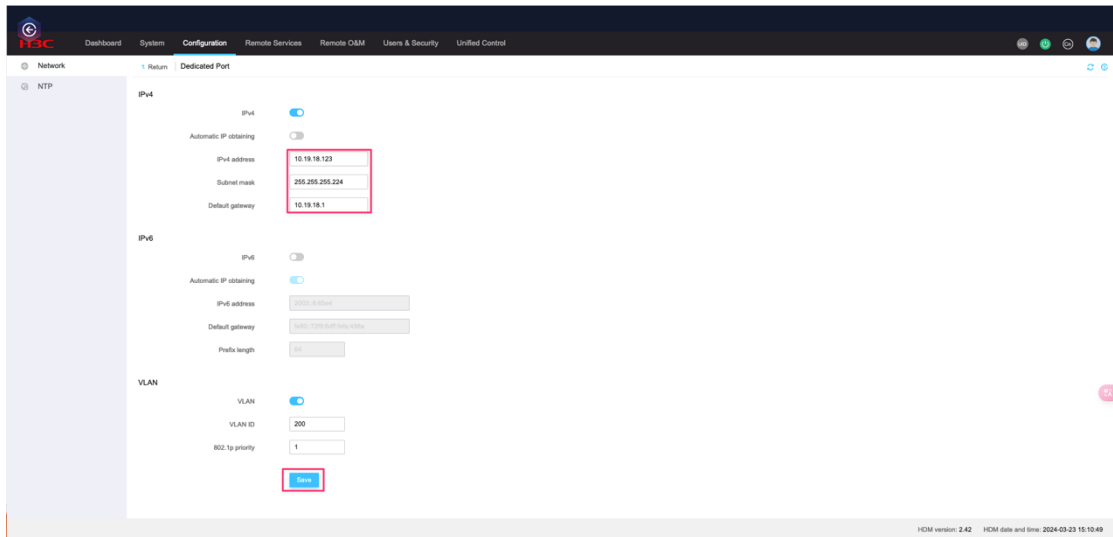 H3C
Dashboard System Configuration Remote Services Remote O&M Users & Security Unified Control
UID
Network
Return Dedicated Port
NTP
IPv4
IPv4
Automatic IP obtaining
IPv4 address 10.19.18.123
Subnet mask 255.255.255.224
Default gateway 10.19.18.1
IPv6
IPv6
Automatic IP obtaining
IPv6 address
Default gateway
Prefix length 64
VLAN
VLAN
VLAN ID 200
802.1p priority 1
Save
HDM version: 2.42 HDM date and time: 2024-03-23 15:10:49